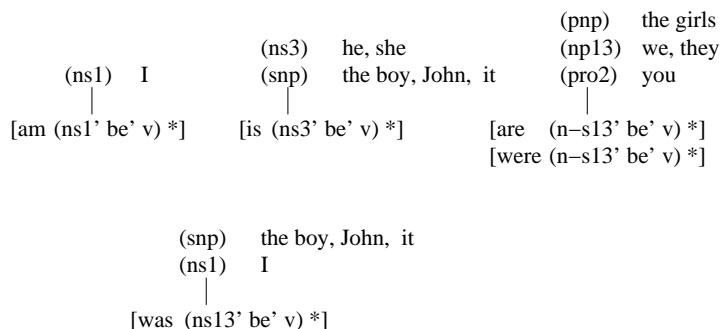 (pnp) the girls
(ns3) he, she (np13) we, they
(ns1) I (snp) the boy, John, it (pro2) you
[am (ns1' be' v) *] [is (ns3' be' v) *] [are (n−s13' be' v) *]
[were (n−s13' be' v) *]
(snp) the boy, John, it
(ns1) I
[was (ns13' be' v) *]